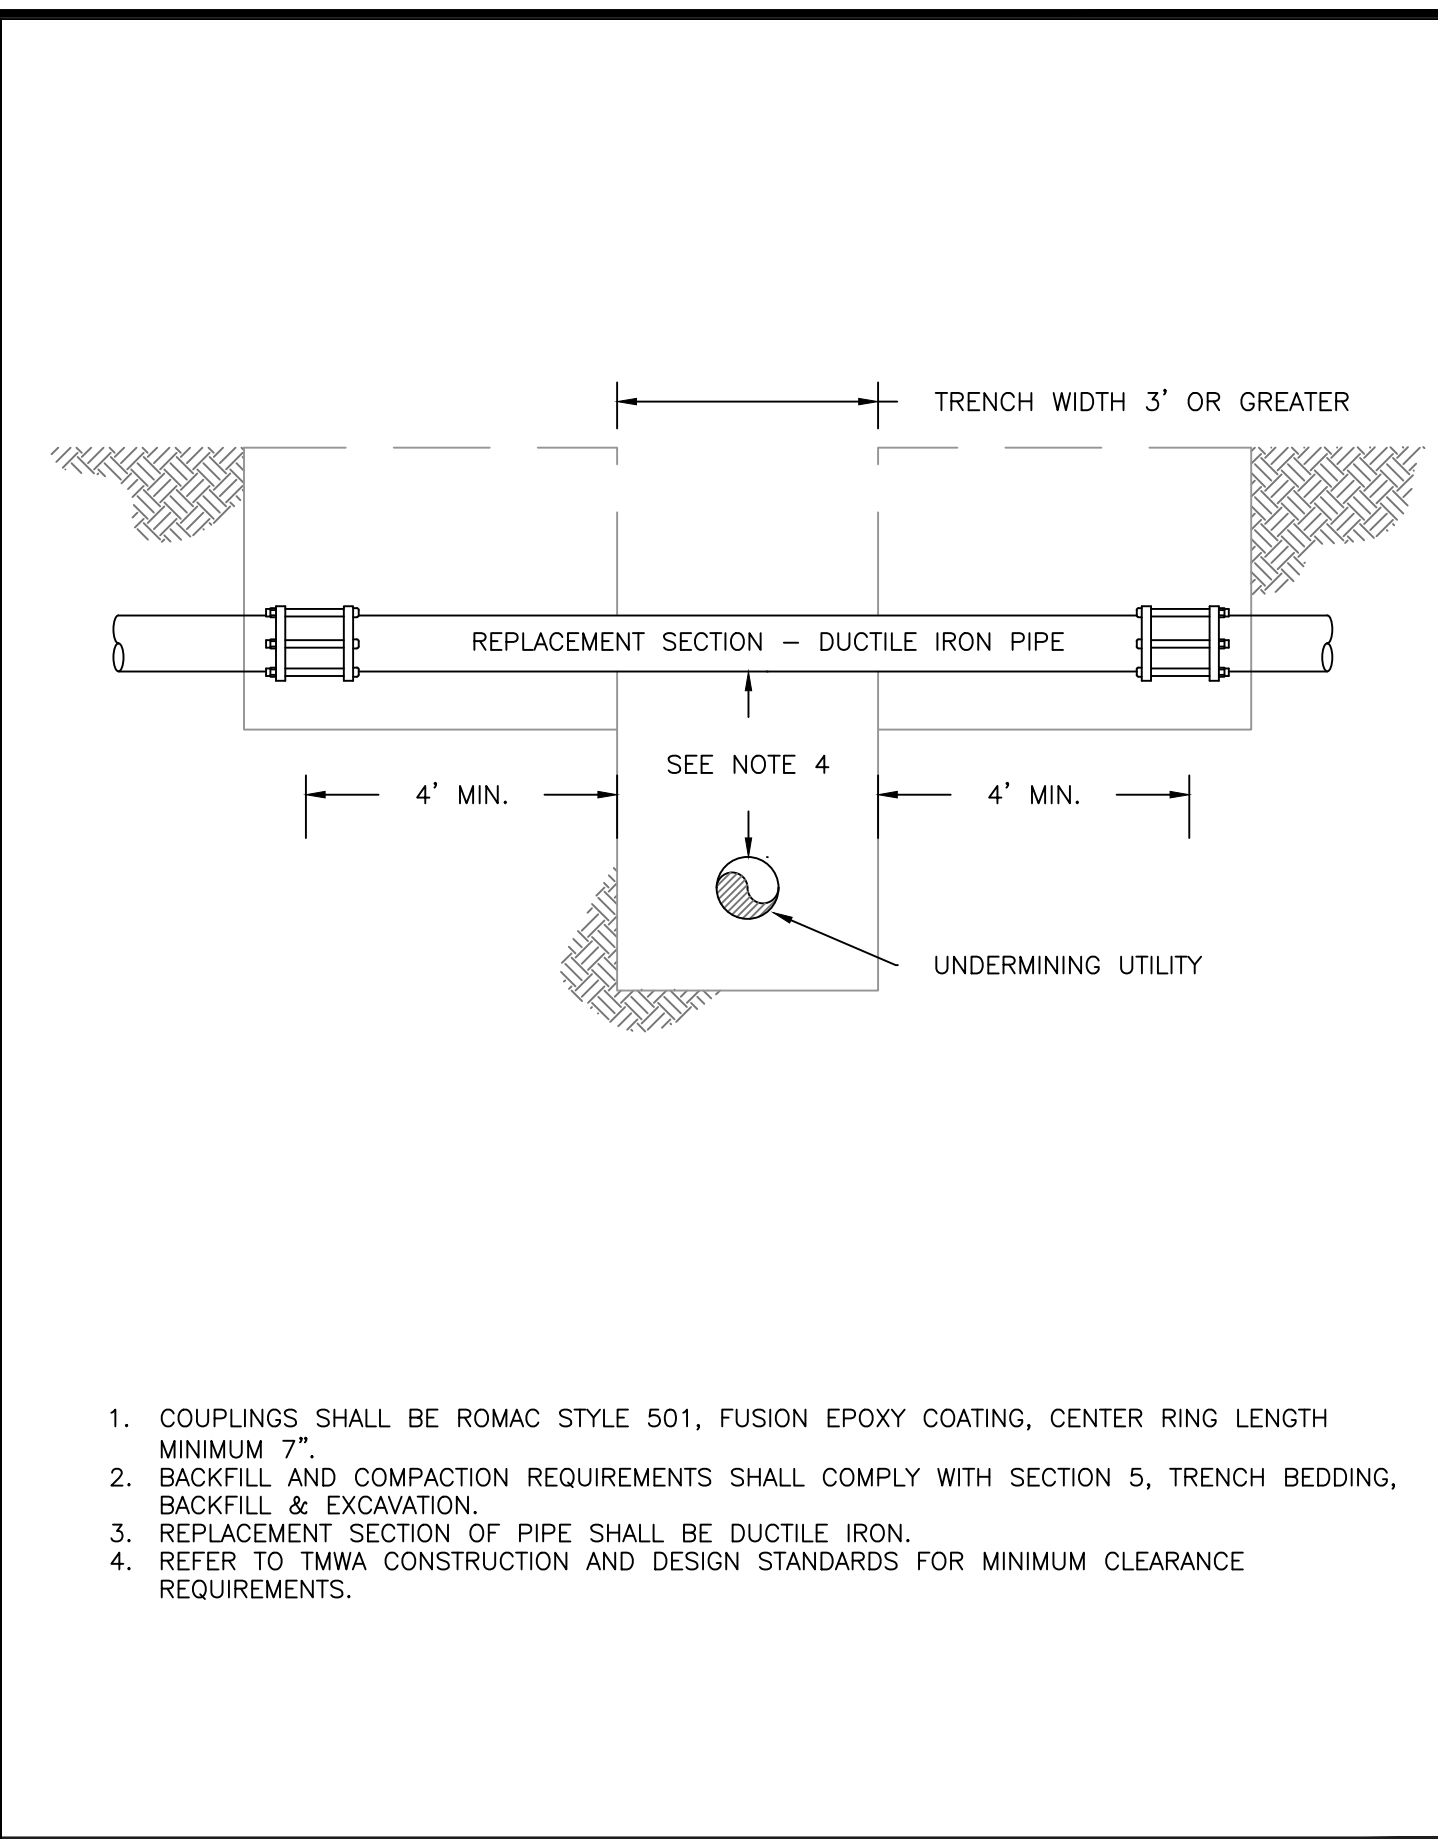 TRENCH WIDTH 3' OR GREATER
REPLACEMENT SECTION – DUCTILE IRON PIPE
SEE NOTE 4
4' MIN.
4' MIN.
UNDERMINING UTILITY
1. COUPLINGS SHALL BE ROMAC STYLE 501, FUSION EPOXY COATING, CENTER RING LENGTH
MINIMUM 7".
2. BACKFILL AND COMPACTION REQUIREMENTS SHALL COMPLY WITH SECTION 5, TRENCH BEDDING,
BACKFILL & EXCAVATION.
3. REPLACEMENT SECTION OF PIPE SHALL BE DUCTILE IRON.
4. REFER TO TMWA CONSTRUCTION AND DESIGN STANDARDS FOR MINIMUM CLEARANCE
REQUIREMENTS.